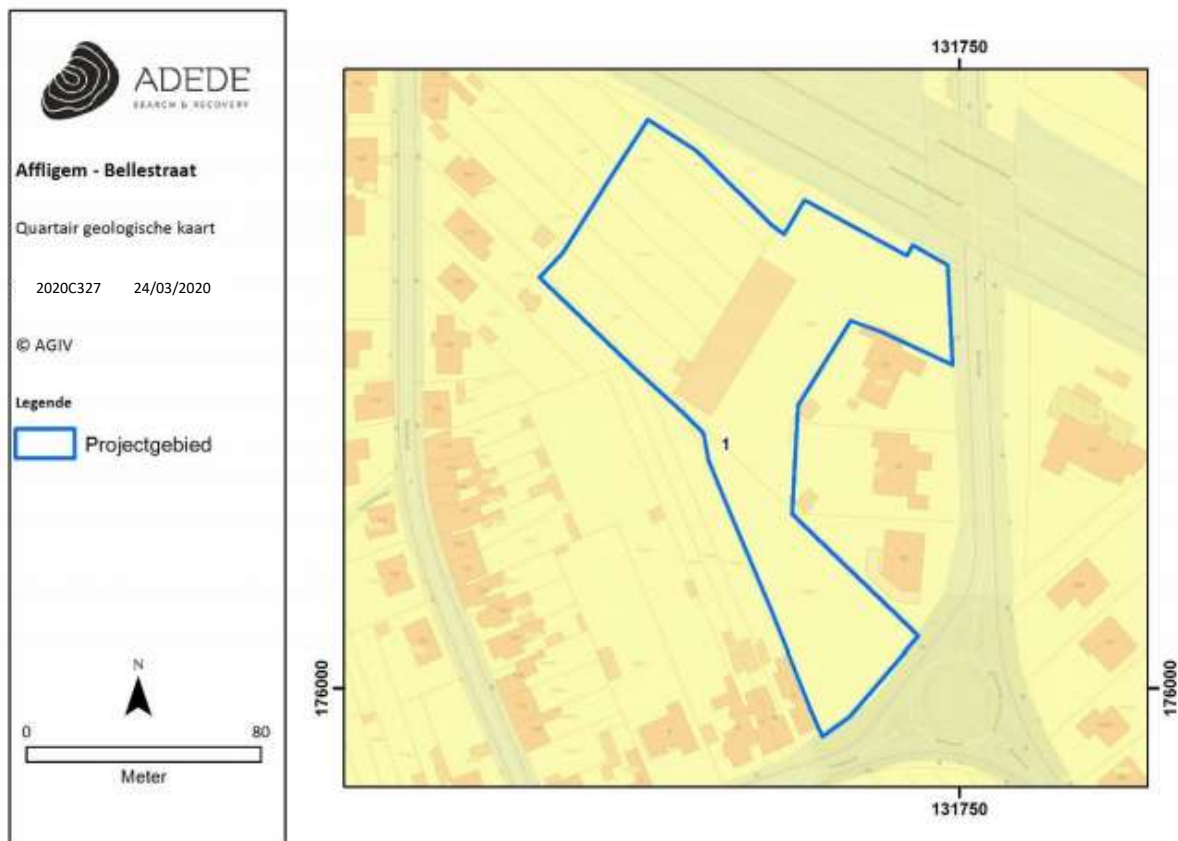 ADEDE
SEARCH & RECOVERY
Affligem - Bellestraat
Quartair geologische kaart
2020C327 24/03/2020
© AGIV
Legende
Projectgebied
N
0 80
Meter
131750
1
176000
176000
131750